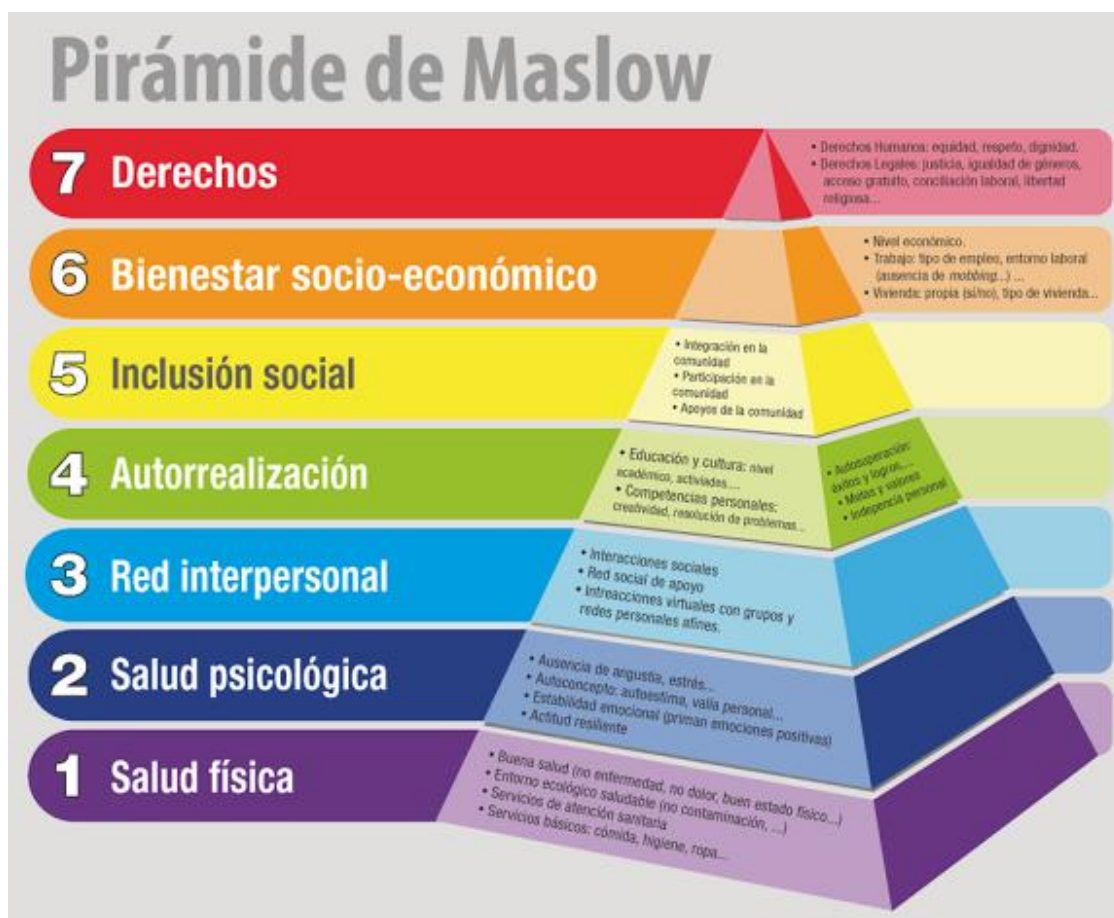 Pirámide de Maslow
7 Derechos
• Derechos Humanos: equidad, respeto, dignidad.
• Derechos Legales: justicia, igualdad de géneros,
acceso gratuito, conciliación laboral, libertad
religiosa...
6 Bienestar socio-económico
• Nivel económico.
• Trabajo: tipo de empleo, entorno laboral
(ausencia de mobbing...) ...
• Vivienda: propia (sí/no), tipo de vivienda...
5 Inclusión social
• Integración en la
comunidad
• Participación en la
comunidad
• Apoyos de la comunidad
4 Autorrealización
• Educación y cultura: nivel
académico, activiades....
• Competencias personales:
creatividad, resolución de problemas...
• Autosuperación:
éxitos y logros,...
• Metas y valores
• Indepencia personal
3 Red interpersonal
• Interacciones sociales
• Red social de apoyo
• Intreacciones virtuales con grupos y
redes personales afines.
2 Salud psicológica
• Ausencia de angustia, estrés...
• Autoconcepto: autoestima, valía personal...
• Estabilidad emocional (priman emociones positivas)
• Actitud resiliente
1 Salud física
• Buena salud (no enfermedad, no dolor, buen estado físico...)
• Entorno ecológico saludable (no contaminación, ...)
• Servicios de atención sanitaria
• Servicios básicos: cómida, higiene, ropa...